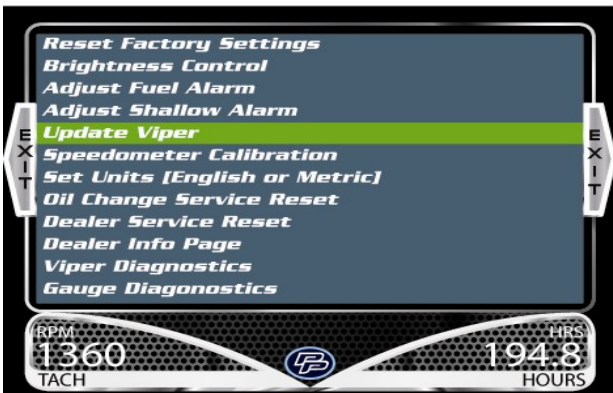 Reset Factory Settings
Brightness Control
Adjust Fuel Alarm
Adjust Shallow Alarm
Update Viper
Speedometer Calibration
Set Units [English or Metric]
Oil Change Service Reset
Dealer Service Reset
Dealer Info Page
Viper Diagnostics
Gauge Diagonostics
EXIT
EXIT
RPM
1360
TACH
HRS
194.8
HOURS